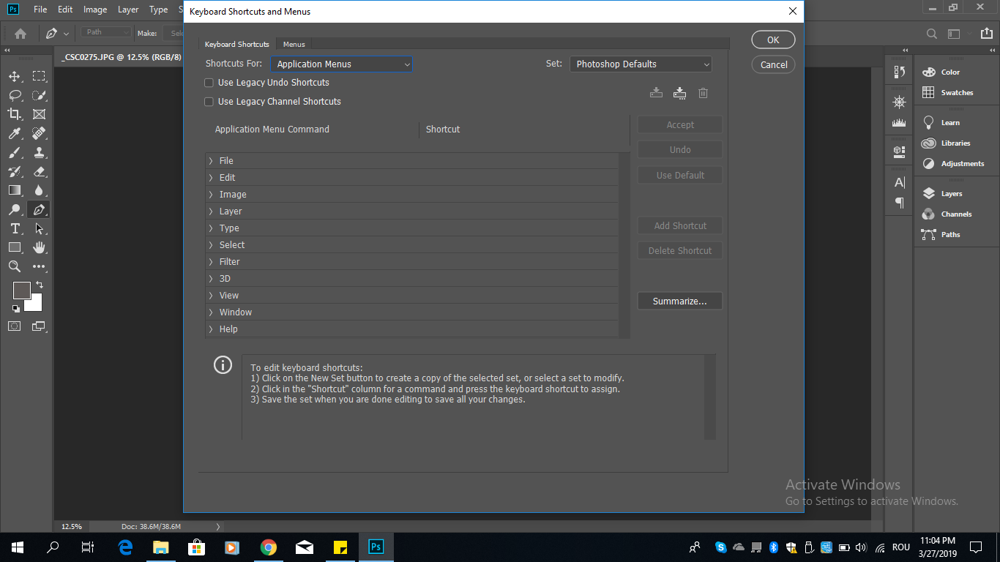 Ps File Edit Image Layer Type S
Keyboard Shortcuts and Menus
Path Make: Sele
_CSC0275.JPG @ 12.5% (RGB/8)
Keyboard Shortcuts Menus
OK
Shortcuts For: Application Menus Set: Photoshop Defaults
Cancel
Use Legacy Undo Shortcuts
Use Legacy Channel Shortcuts
Application Menu Command Shortcut
Accept
Undo
Use Default
Add Shortcut
Delete Shortcut
Summarize...
File
Edit
Image
Layer
Type
Select
Filter
3D
View
Window
Help
To edit keyboard shortcuts:
1) Click on the New Set button to create a copy of the selected set, or select a set to modify.
2) Click in the "Shortcut" column for a command and press the keyboard shortcut to assign.
3) Save the set when you are done editing to save all your changes.
Color
Swatches
Learn
Libraries
Adjustments
Layers
Channels
Paths
Activate Windows
Go to Settings to activate Windows.
12.5% Doc: 38.6M/38.6M
Ps
ROU
11:04 PM
3/27/2019